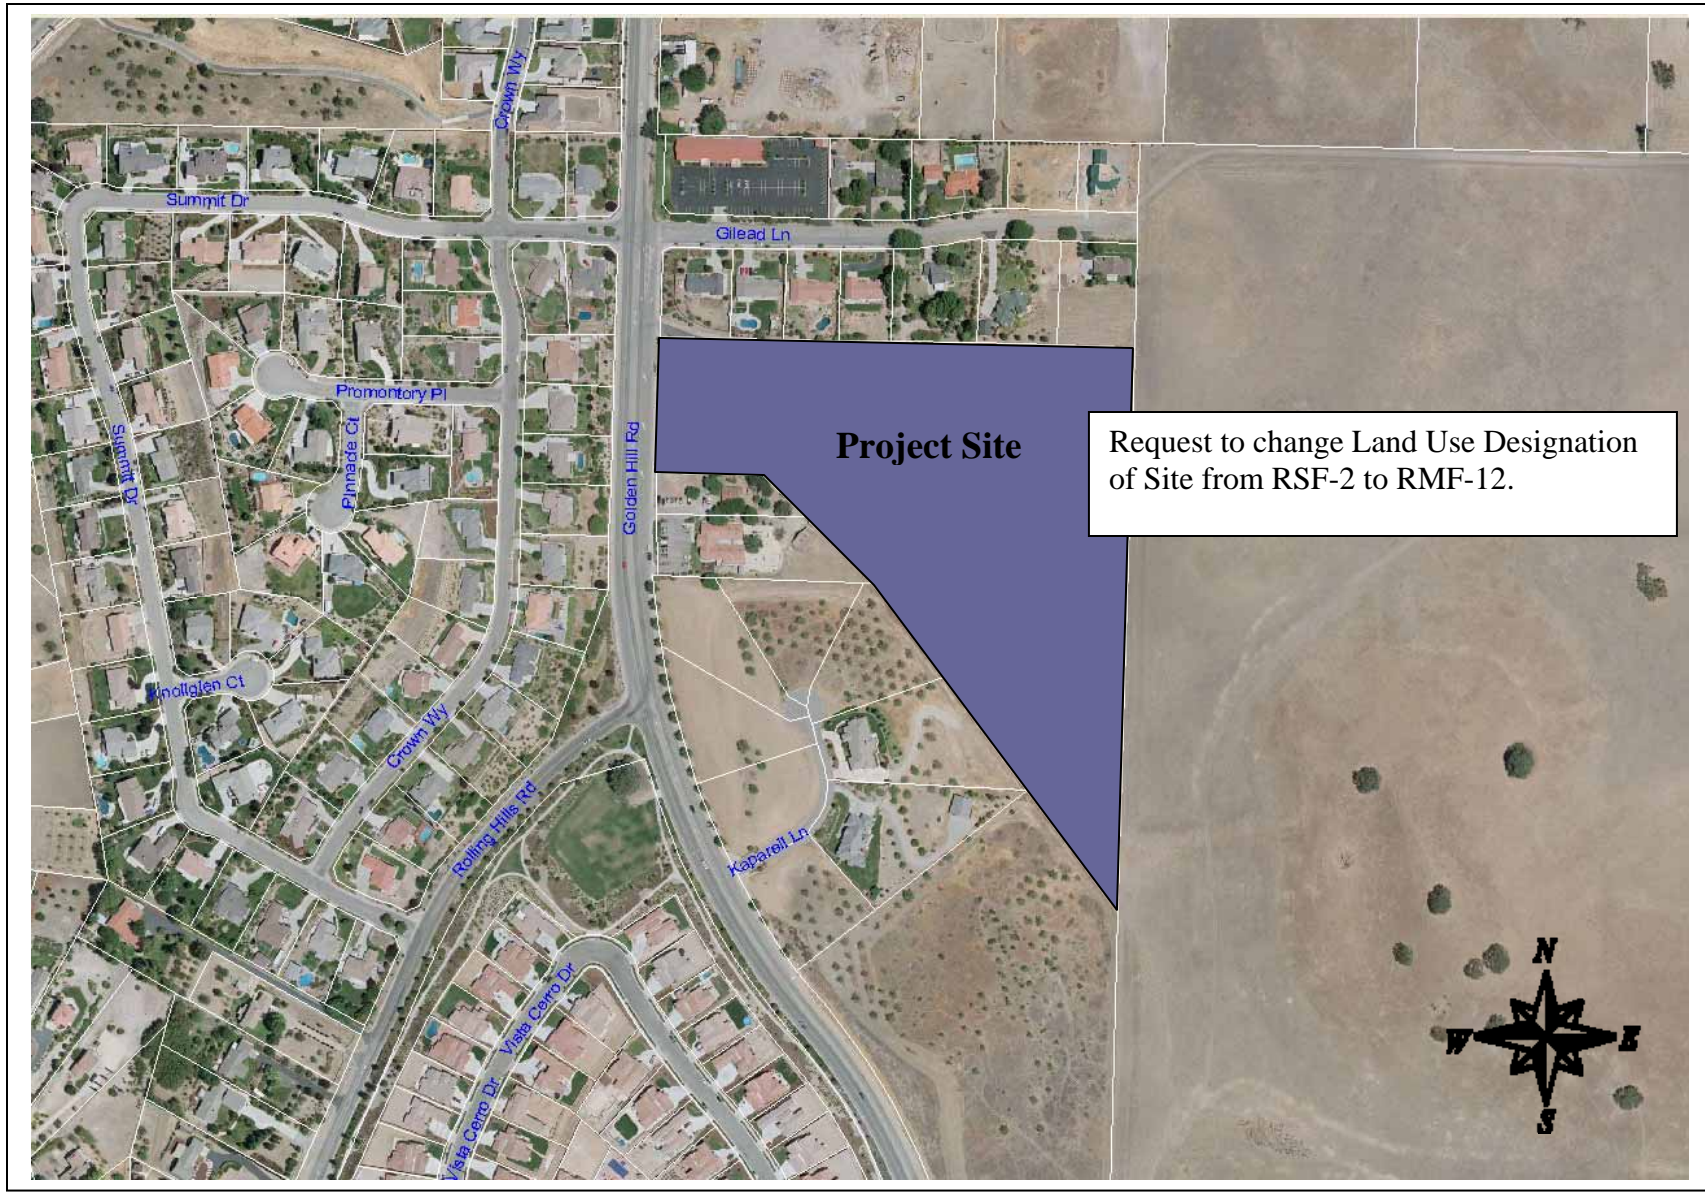 Crown Wy
Summit Dr
Gilead Ln
Promontory Pl
Pinnacle Ct
Summit Dr
Golden Hill Rd
Project Site
Request to change Land Use Designation
of Site from RSF-2 to RMF-12.
Knollglen Ct
Crown Wy
Rolling Hills Rd
Kapareil Ln
Vista Cerro Dr
Vista Cerro Dr
N
W
E
S